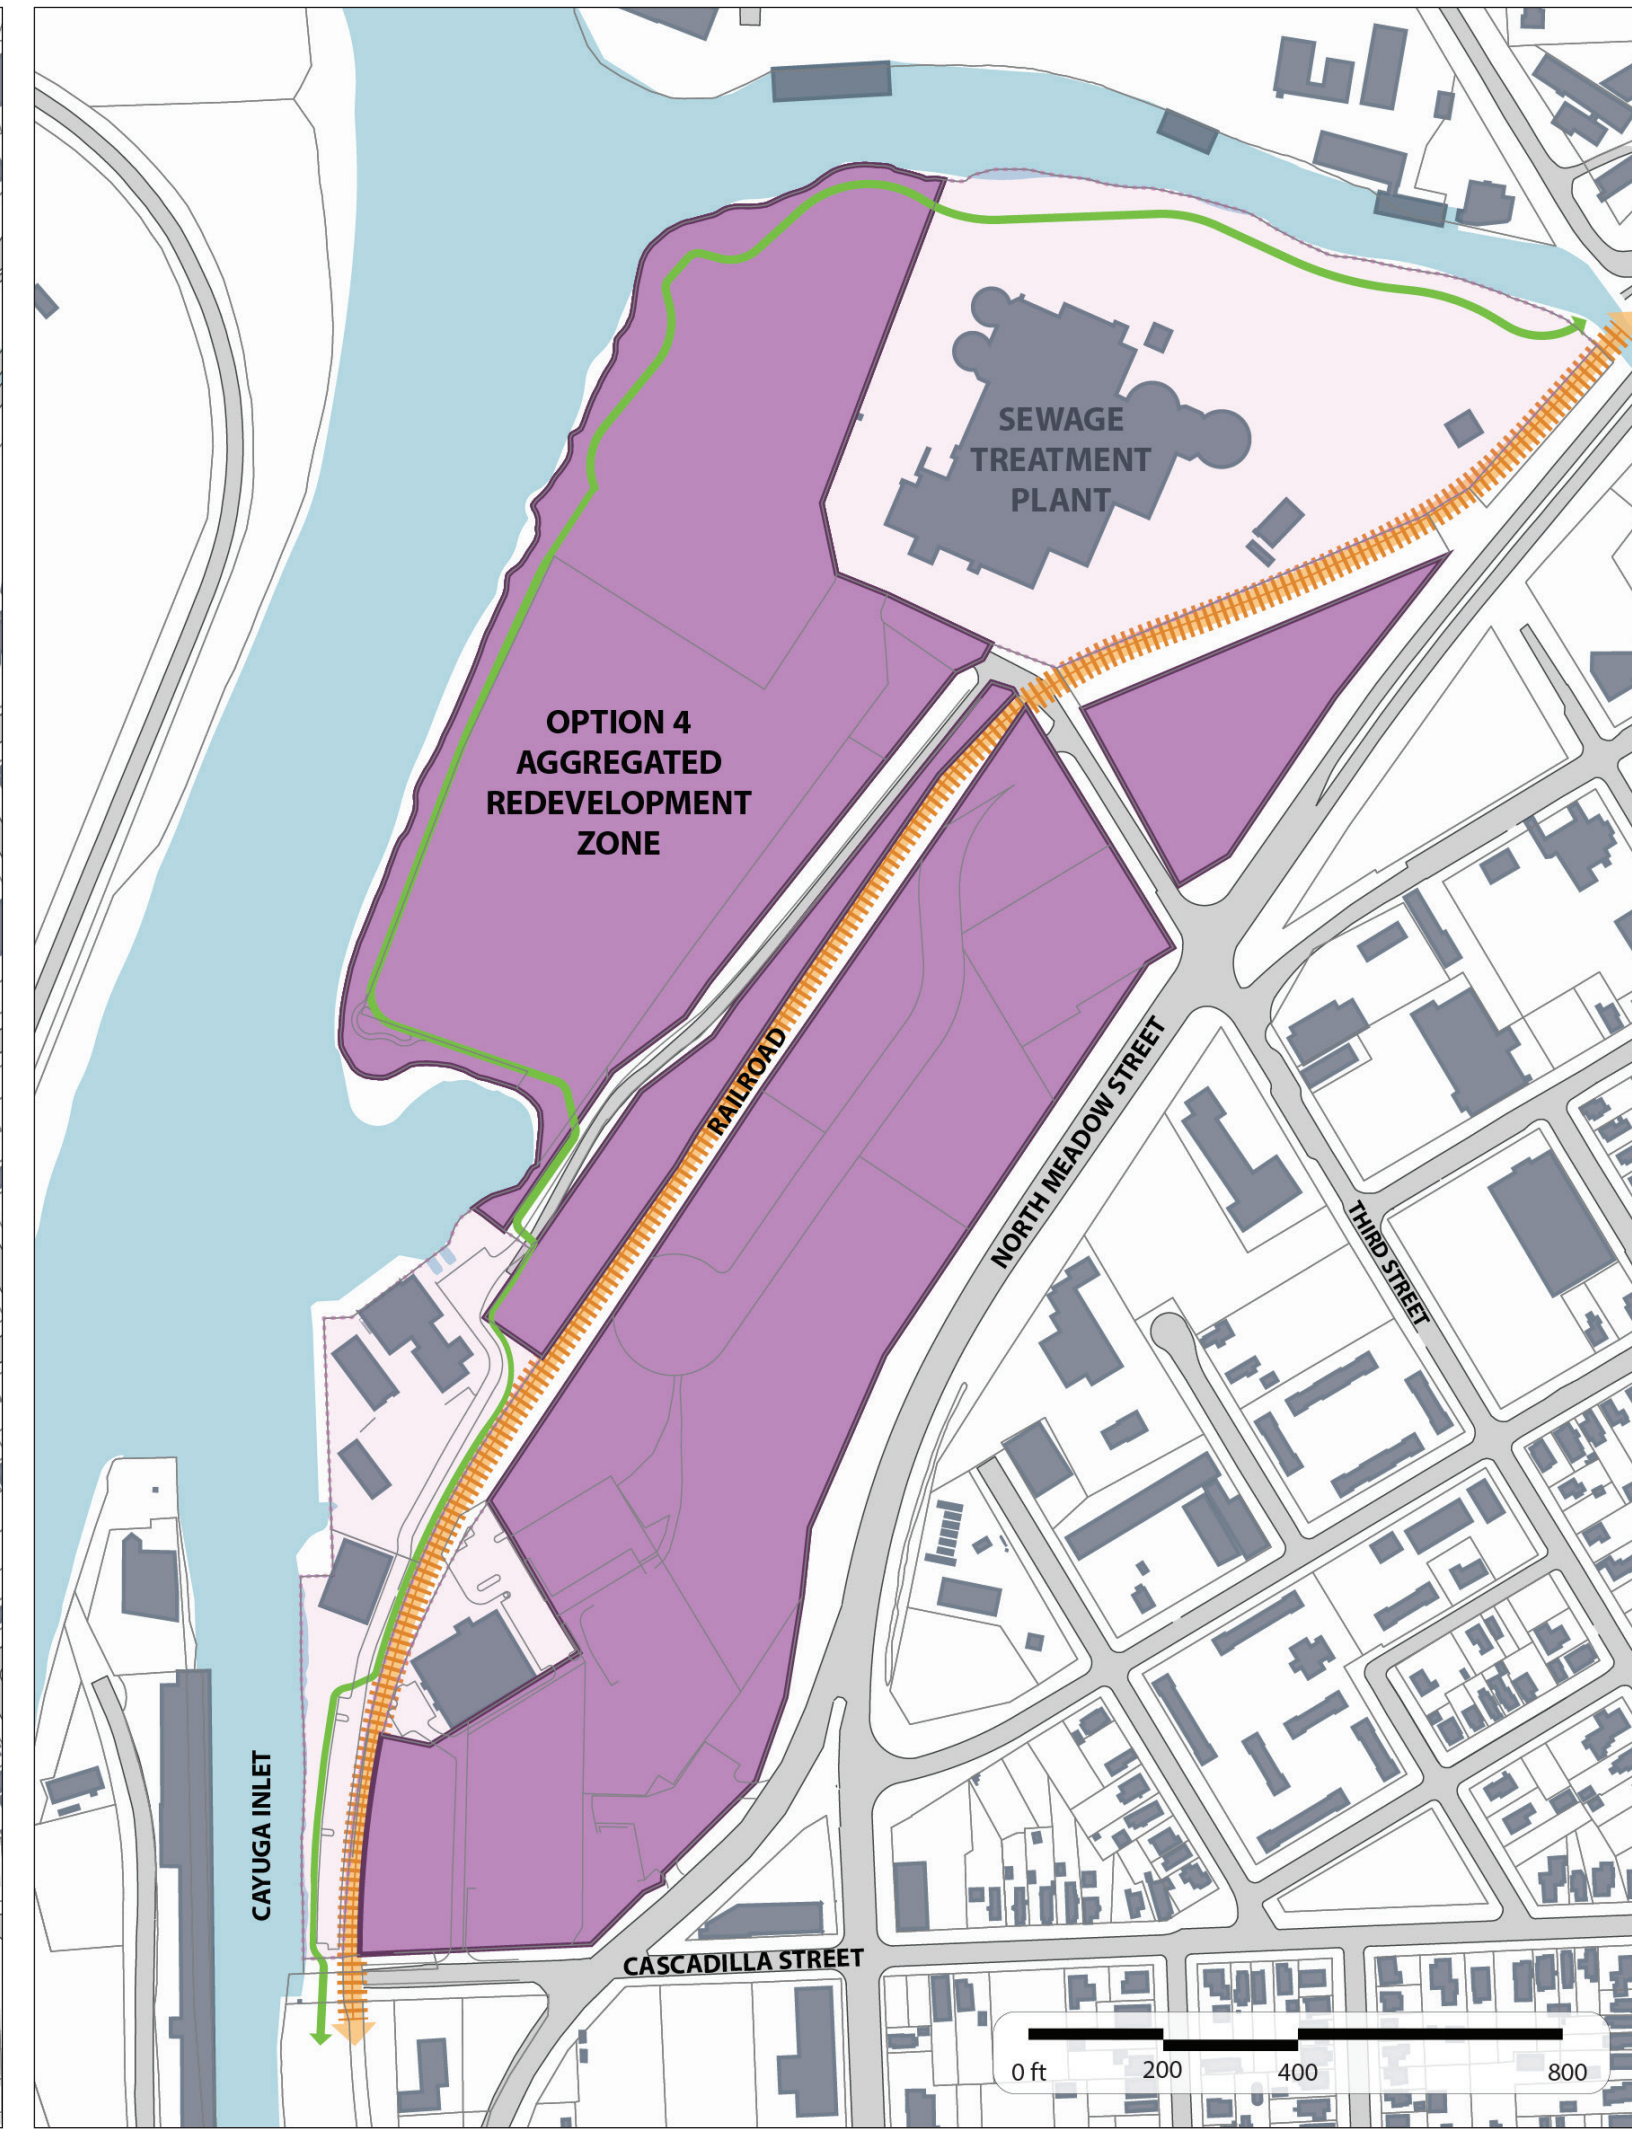 SEWAGE
TREATMENT
PLANT
OPTION 4
AGGREGATED
REDEVELOPMENT
ZONE
RAILROAD
NORTH MEADOW STREET
THIRD STREET
CAYUGA INLET
CASCADILLA STREET
0 ft 200 400 800